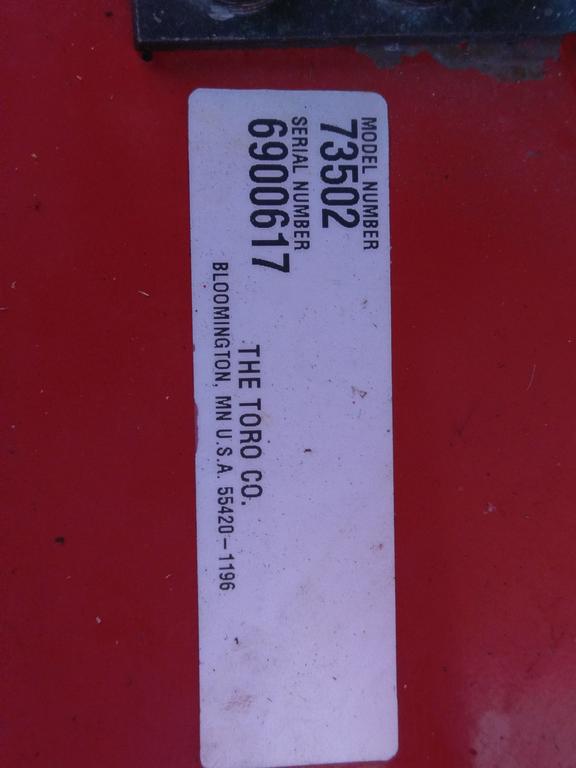 MODEL NUMBER
73502
SERIAL NUMBER
6900617
THE TORO CO.
BLOOMINGTON, MN U.S.A. 55420-1196